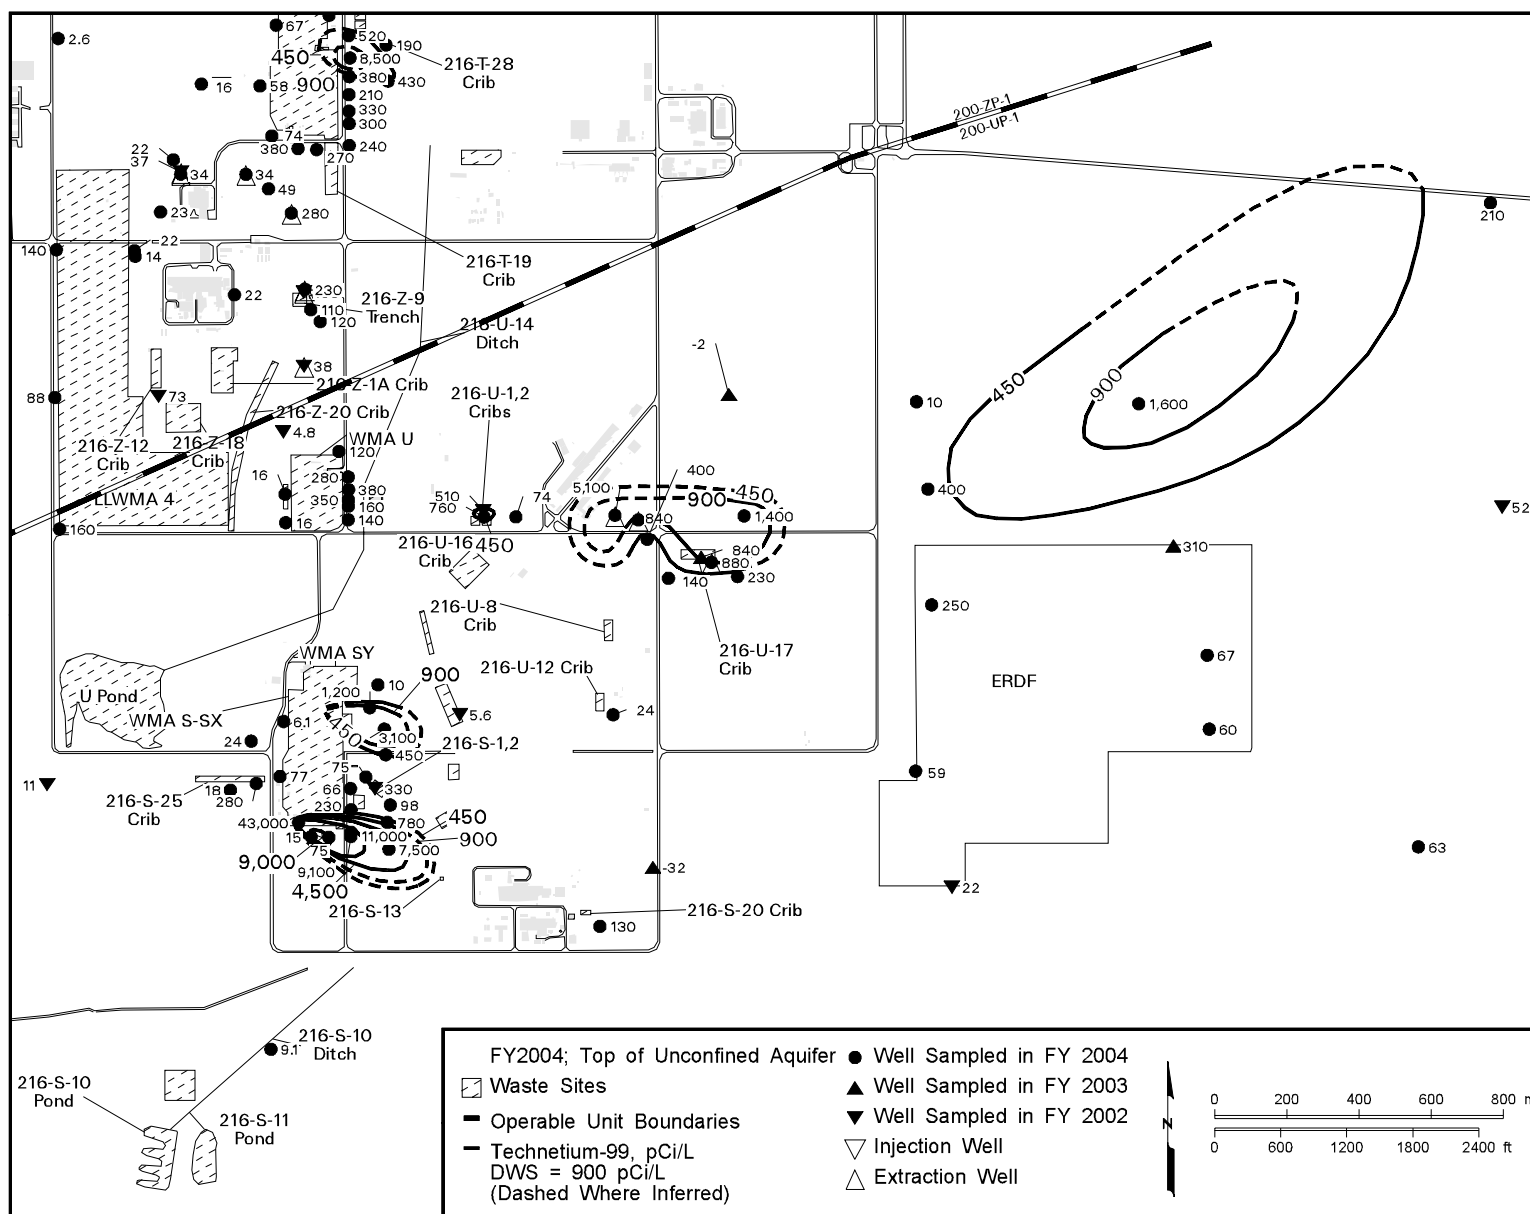 67
2.6
520
190
450
8,500
216-T-28
Crib
380
430
16
58
900
210
330
300
200-ZP-1
200-UP-1
74
240
22
37
380
270
34
34
49
23
280
210
140
22
14
216-T-19
Crib
230
22
110
216-Z-9
Trench
120
216-U-14
Ditch
-2
38
216-Z-1A Crib
88
73
216-U-1,2
Cribs
450
900
1,600
10
216-Z-20 Crib
4.8
216-Z-12
Crib
216-Z-18
Crib
WMA U
120
16
280
380
350
160
140
LLWMA 4
510
760
74
5,100
400
900
450
400
52
160
16
840
1,400
216-U-16
Crib
450
840
880
310
140
230
216-U-8
Crib
250
216-U-17
Crib
67
WMA SY
216-U-12 Crib
900
ERDF
U Pond
1,200
10
WMA S-SX
6.1
450
5.6
24
24
3,100
216-S-1,2
60
450
75
77
11
66
330
59
216-S-25
Crib
18
280
230
98
43,000
780
450
15
11,000
900
63
9,000
75
7,500
9,100
4,500
-32
22
216-S-13
216-S-20 Crib
130
216-S-10
Ditch
9.1
216-S-10
Pond
216-S-11
Pond
FY2004; Top of Unconfined Aquifer
Waste Sites
Operable Unit Boundaries
Technetium-99, pCi/L
DWS = 900 pCi/L
(Dashed Where Inferred)
Well Sampled in FY 2004
Well Sampled in FY 2003
Well Sampled in FY 2002
Injection Well
Extraction Well
N
0 200 400 600 800 m
0 600 1200 1800 2400 ft